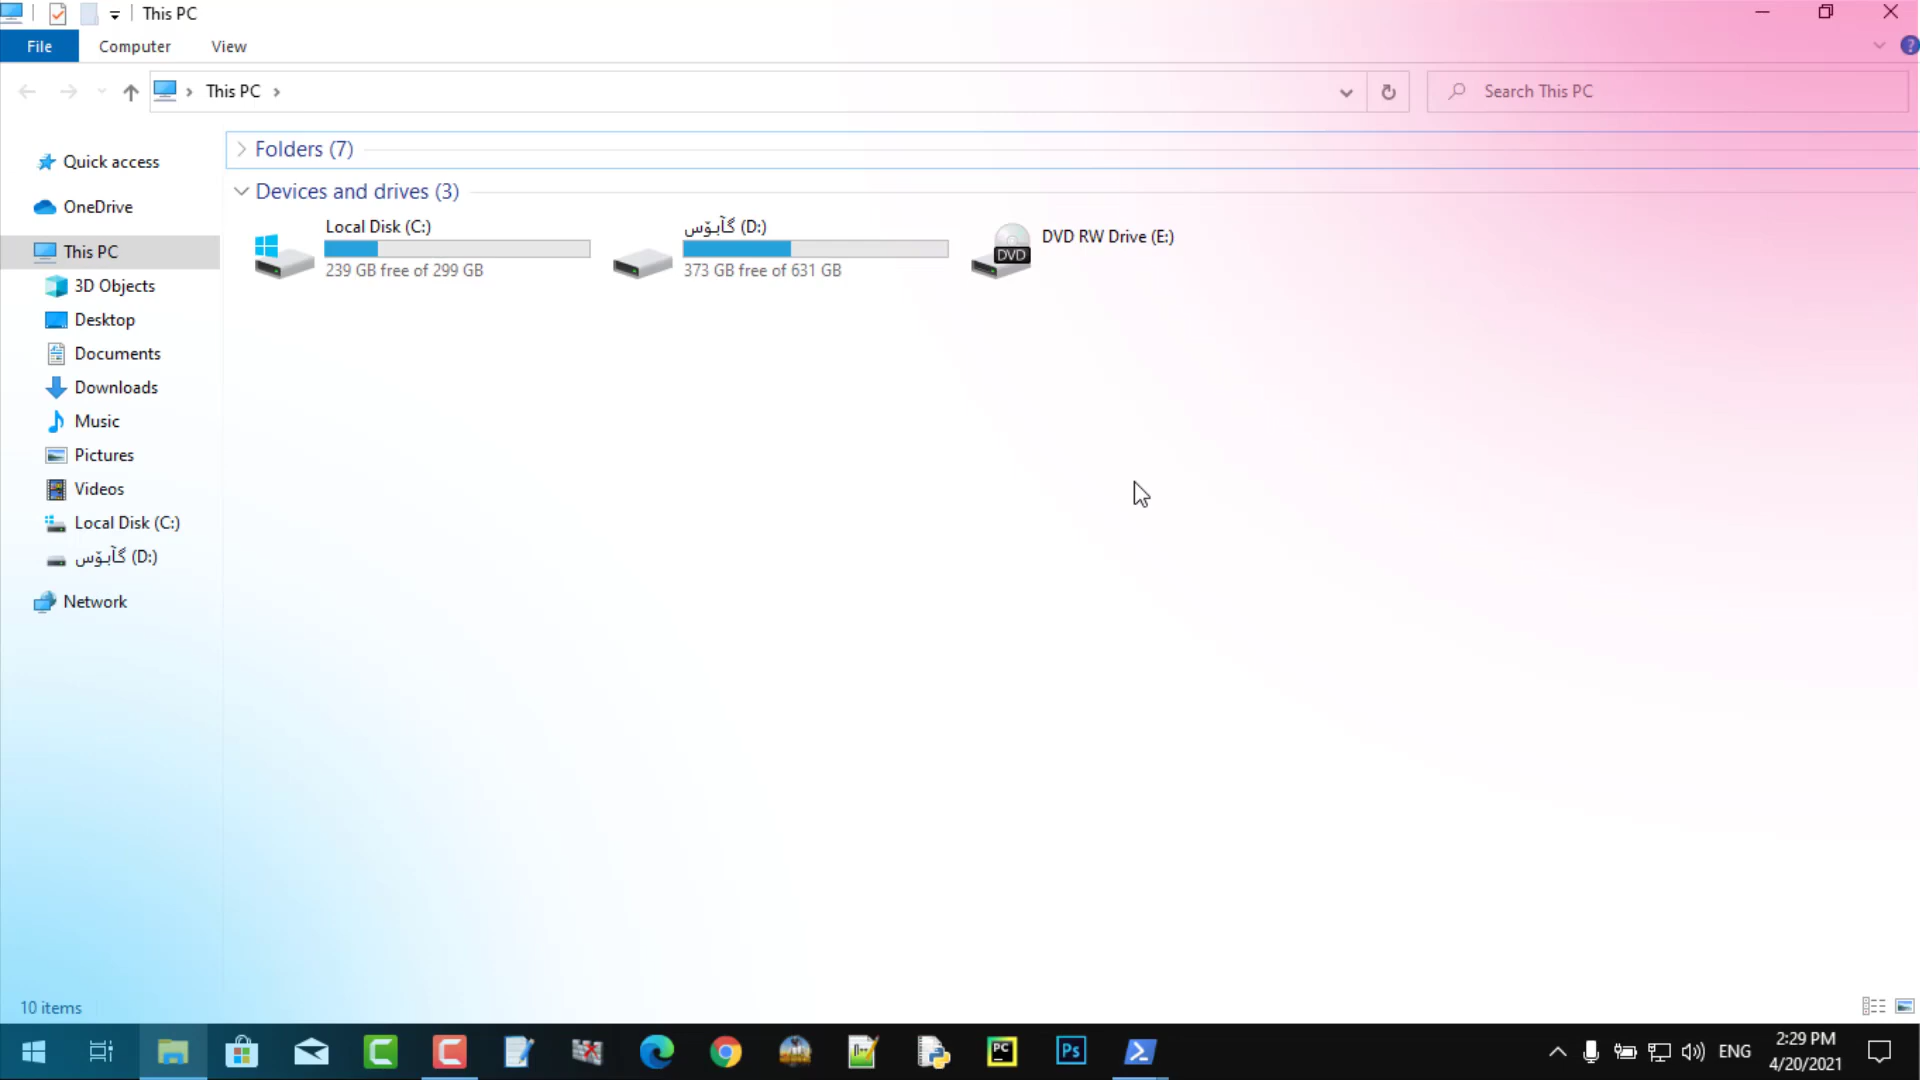 This PC
File Computer View
This PC
Search This PC
Quick access
OneDrive
This PC
3D Objects
Desktop
Documents
Downloads
Music
Pictures
Videos
Local Disk (C:)
گآبۆس (D:)
Network
Folders (7)
Devices and drives (3)
Local Disk (C:)
239 GB free of 299 GB
گآبۆس (D:)
373 GB free of 631 GB
DVD
DVD RW Drive (E:)
10 items
PC
Ps
ENG
2:29 PM
4/20/2021